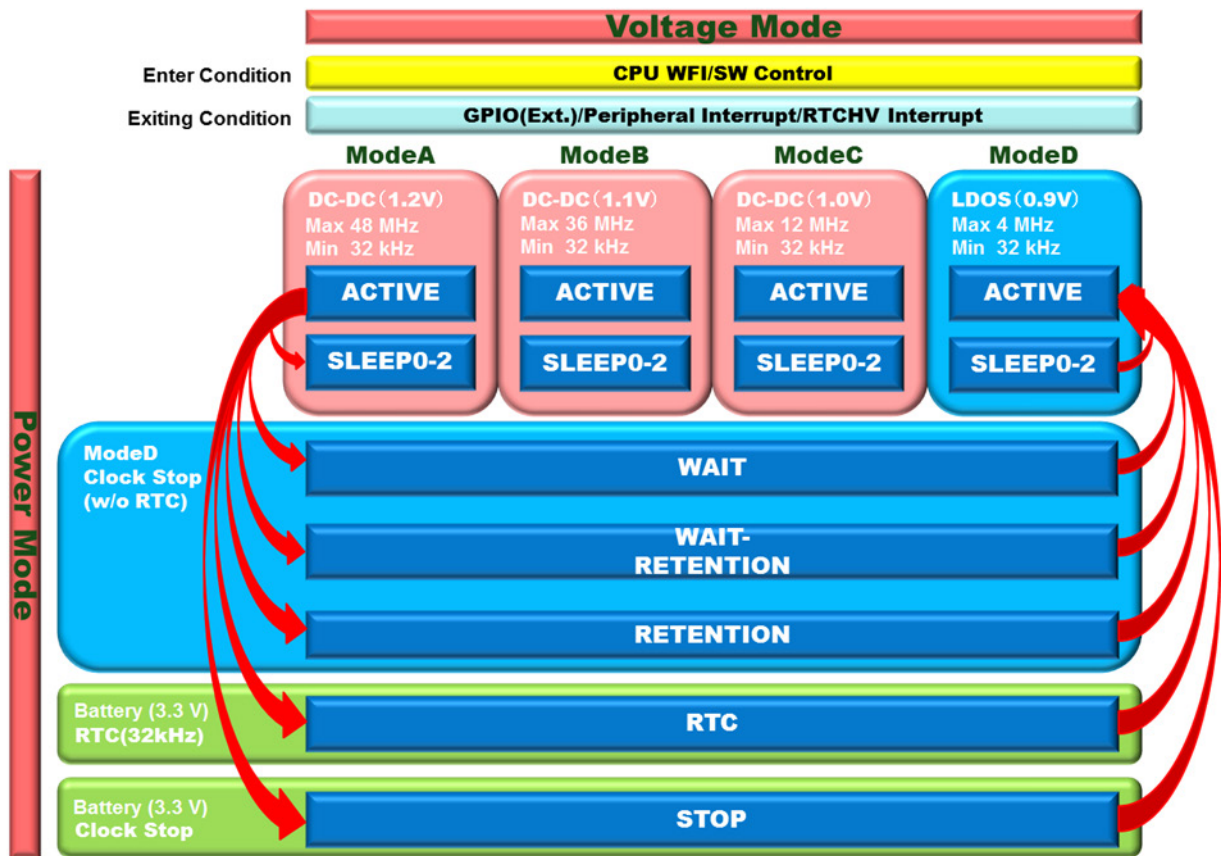 Voltage Mode
Enter Condition
CPU WFI/SW Control
Exiting Condition
GPIO(Ext.)/Peripheral Interrupt/RTCHV Interrupt
ModeA
ModeB
ModeC
ModeD
DC-DC(1.2V)
Max 48 MHz
Min 32 kHz
ACTIVE
SLEEP0-2
DC-DC(1.1V)
Max 36 MHz
Min 32 kHz
ACTIVE
SLEEP0-2
DC-DC(1.0V)
Max 12 MHz
Min 32 kHz
ACTIVE
SLEEP0-2
LDOS(0.9V)
Max 4 MHz
Min 32 kHz
ACTIVE
SLEEP0-2
Power Mode
ModeD
Clock Stop
(w/o RTC)
WAIT
WAIT-
RETENTION
RETENTION
Battery (3.3 V)
RTC(32kHz)
RTC
Battery (3.3 V)
Clock Stop
STOP